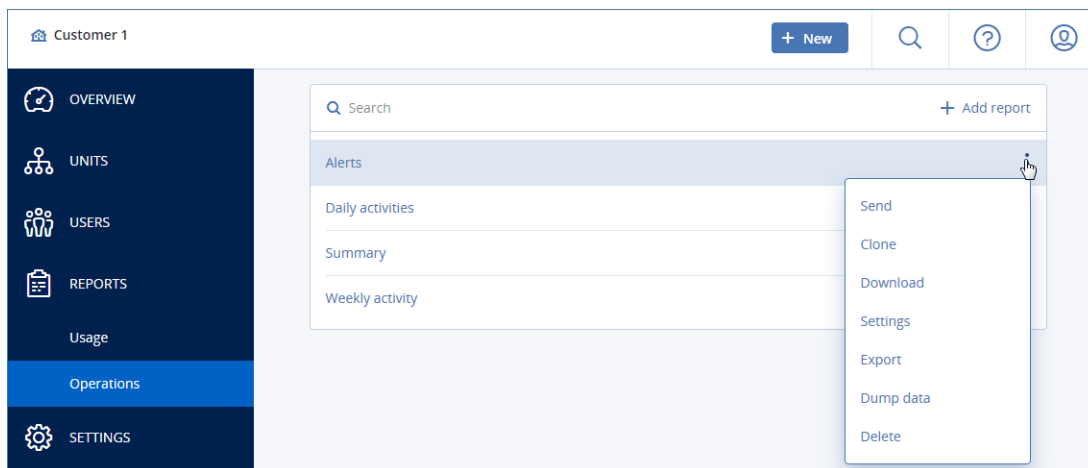 Customer 1
+ New
OVERVIEW
UNITS
USERS
REPORTS
Usage
Operations
SETTINGS
Search
+ Add report
Alerts
Daily activities
Summary
Weekly activity
Send
Clone
Download
Settings
Export
Dump data
Delete